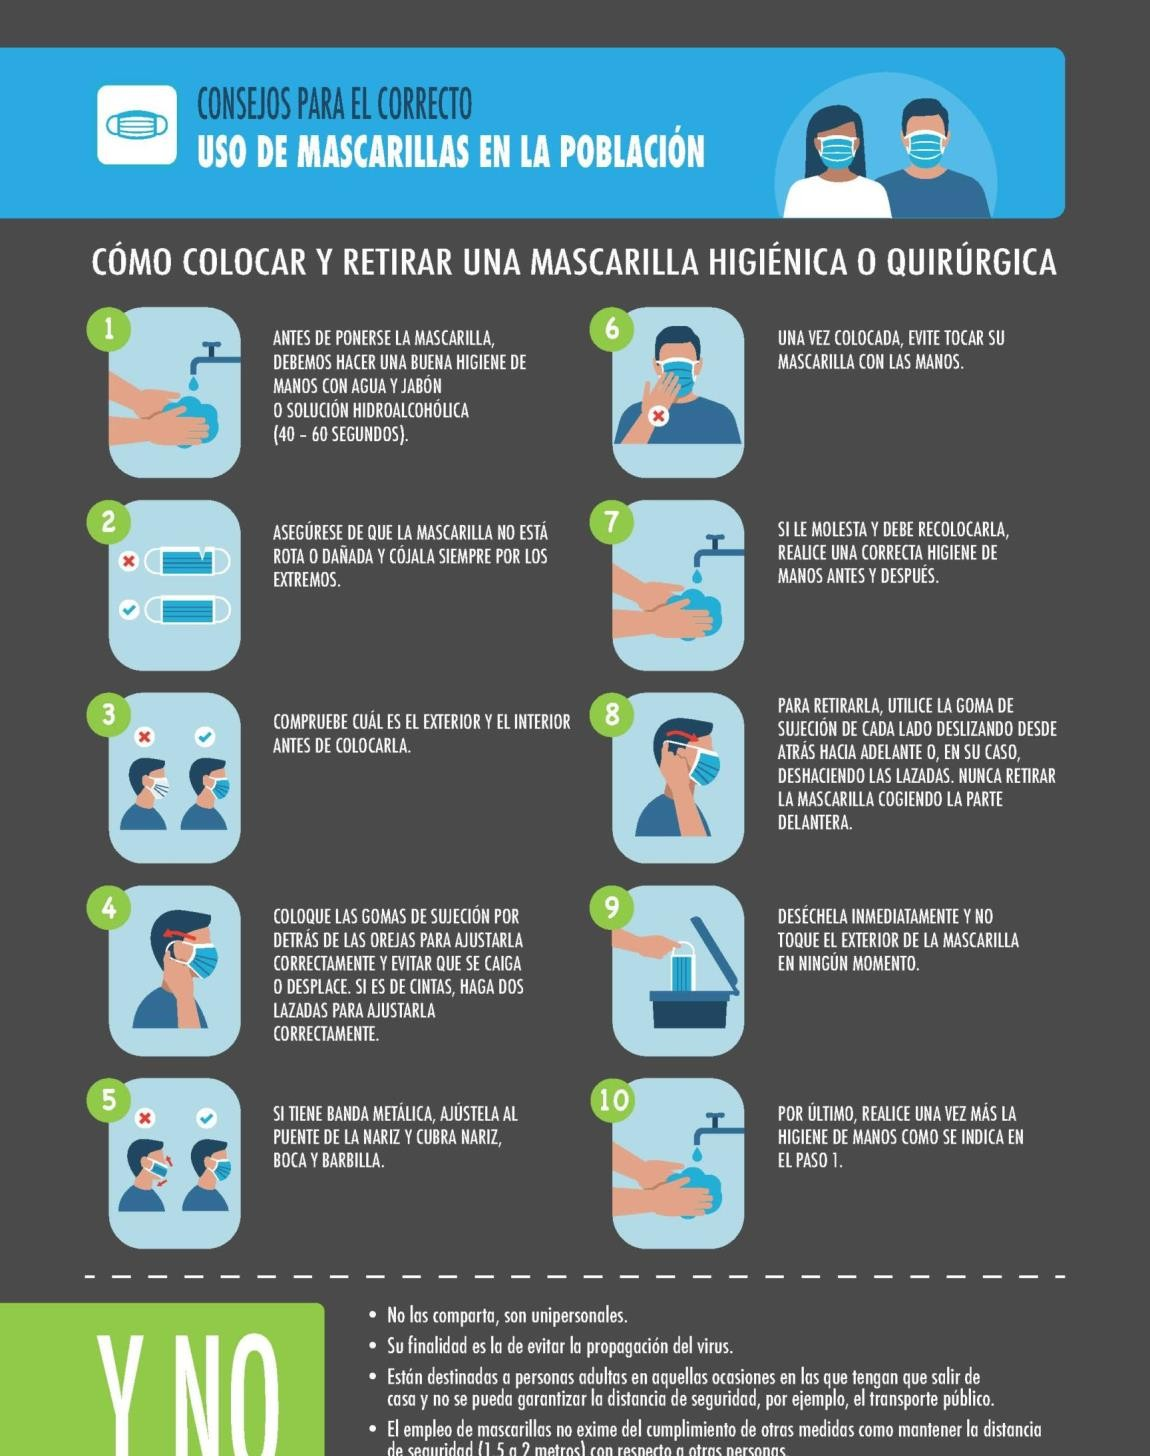 CONSEJOS PARA EL CORRECTO
USO DE MASCARILLAS EN LA POBLACIÓN
CÓMO COLOCAR Y RETIRAR UNA MASCARILLA HIGIÉNICA O QUIRÚRGICA
1
ANTES DE PONERSE LA MASCARILLA,
DEBEMOS HACER UNA BUENA HIGIENE DE
MANOS CON AGUA Y JABÓN
O SOLUCIÓN HIDROALCOHÓLICA
(40 – 60 SEGUNDOS).
2
ASEGÚRESE DE QUE LA MASCARILLA NO ESTÁ
ROTA O DAÑADA Y CÓJALA SIEMPRE POR LOS
EXTREMOS.
3
COMPRUEBE CUÁL ES EL EXTERIOR Y EL INTERIOR
ANTES DE COLOCARLA.
4
COLOQUE LAS GOMAS DE SUJECIÓN POR
DETRÁS DE LAS OREJAS PARA AJUSTARLA
CORRECTAMENTE Y EVITAR QUE SE CAIGA
O DESPLACE. SI ES DE CINTAS, HAGA DOS
LAZADAS PARA AJUSTARLA
CORRECTAMENTE.
5
SI TIENE BANDA METÁLICA, AJÚSTELA AL
PUENTE DE LA NARIZ Y CUBRA NARIZ,
BOCA Y BARBILLA.
6
UNA VEZ COLOCADA, EVITE TOCAR SU
MASCARILLA CON LAS MANOS.
7
SI LE MOLESTA Y DEBE RECOLOCARLA,
REALICE UNA CORRECTA HIGIENE DE
MANOS ANTES Y DESPUÉS.
8
PARA RETIRARLA, UTILICE LA GOMA DE
SUJECIÓN DE CADA LADO DESLIZANDO DESDE
ATRÁS HACIA ADELANTE O, EN SU CASO,
DESHACIENDO LAS LAZADAS. NUNCA RETIRAR
LA MASCARILLA COGIENDO LA PARTE
DELANTERA.
9
DESÉCHELA INMEDIATAMENTE Y NO
TOQUE EL EXTERIOR DE LA MASCARILLA
EN NINGÚN MOMENTO.
10
POR ÚLTIMO, REALICE UNA VEZ MÁS LA
HIGIENE DE MANOS COMO SE INDICA EN
EL PASO 1.
Y NO
• No las comparta, son unipersonales.
• Su finalidad es la de evitar la propagación del virus.
• Están destinadas a personas adultas en aquellas ocasiones en las que tengan que salir de
casa y no se pueda garantizar la distancia de seguridad, por ejemplo, el transporte público.
• El empleo de mascarillas no exime del cumplimiento de otras medidas como mantener la distancia
de seguridad (1,5 a 2 metros) con respecto a otras personas.